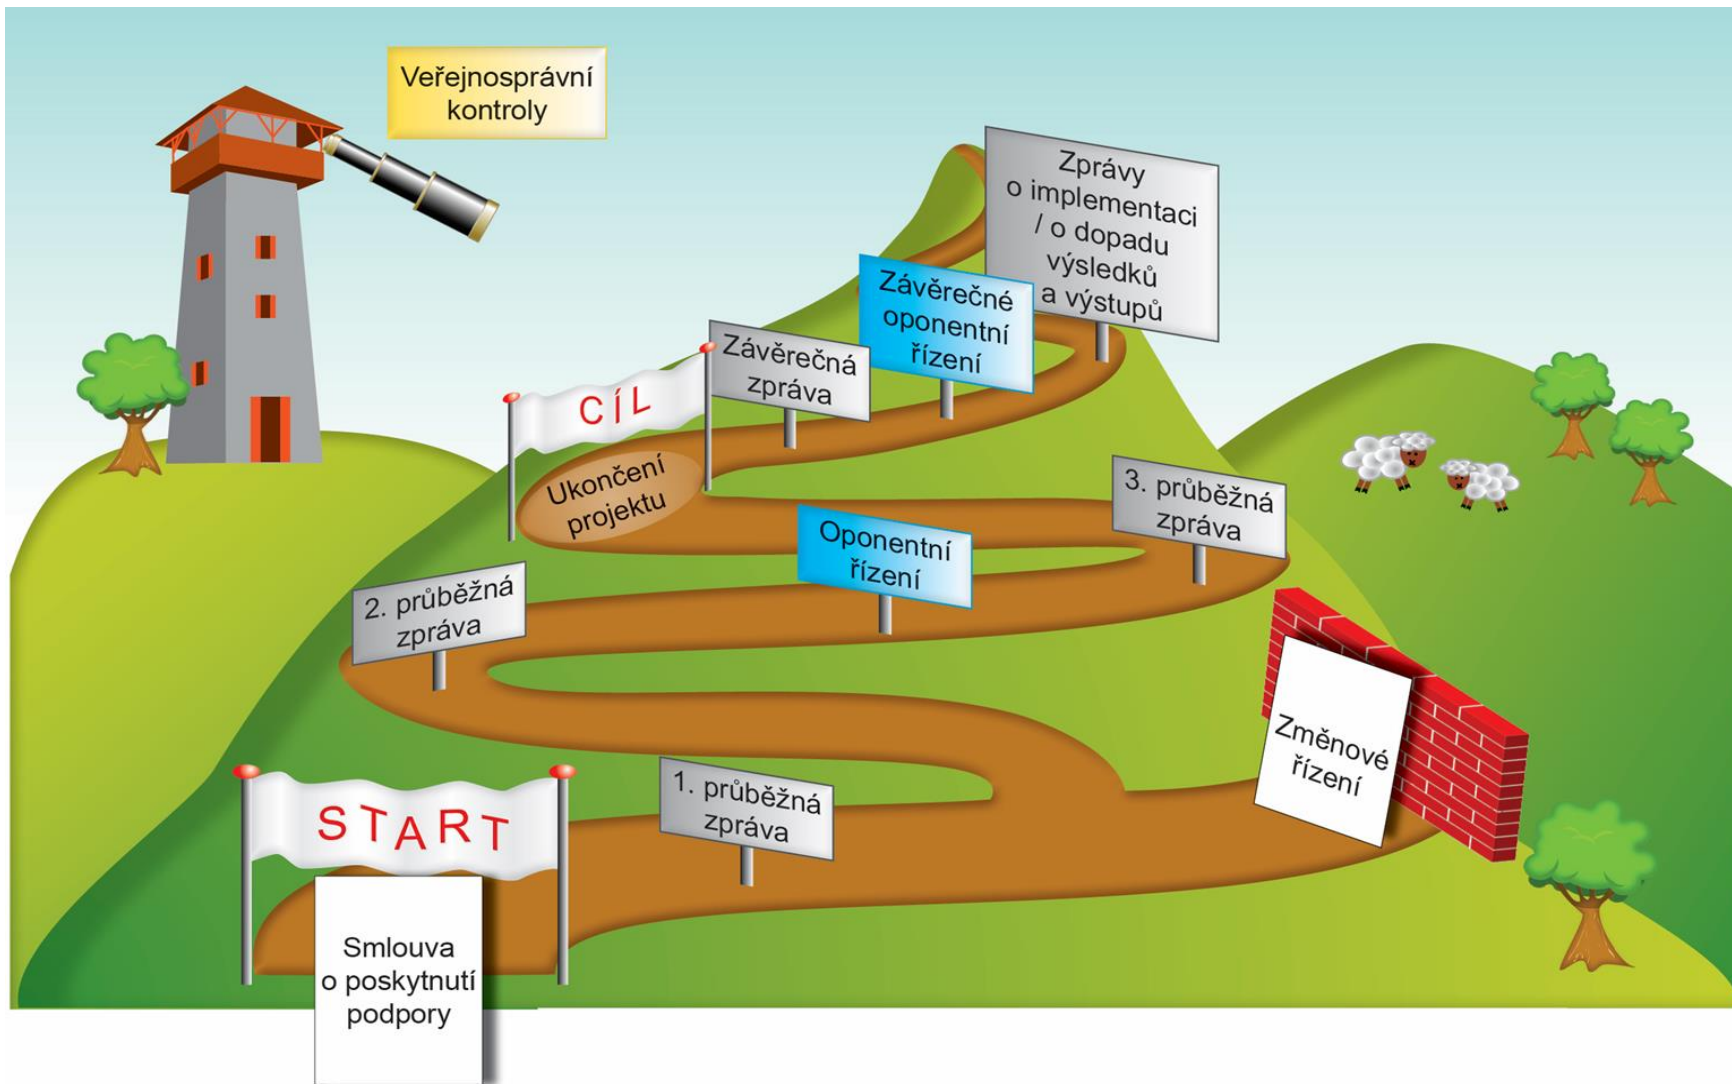 Veřejnosprávní
kontroly
Zprávy
o implementaci
/ o dopadu
výsledků
a výstupů
Závěrečné
oponentní
řízení
Závěrečná
zpráva
CÍL
Ukončení
projektu
3. průběžná
zpráva
Oponentní
řízení
2. průběžná
zpráva
Změnové
řízení
1. průběžná
zpráva
START
Smlouva
o poskytnutí
podpory